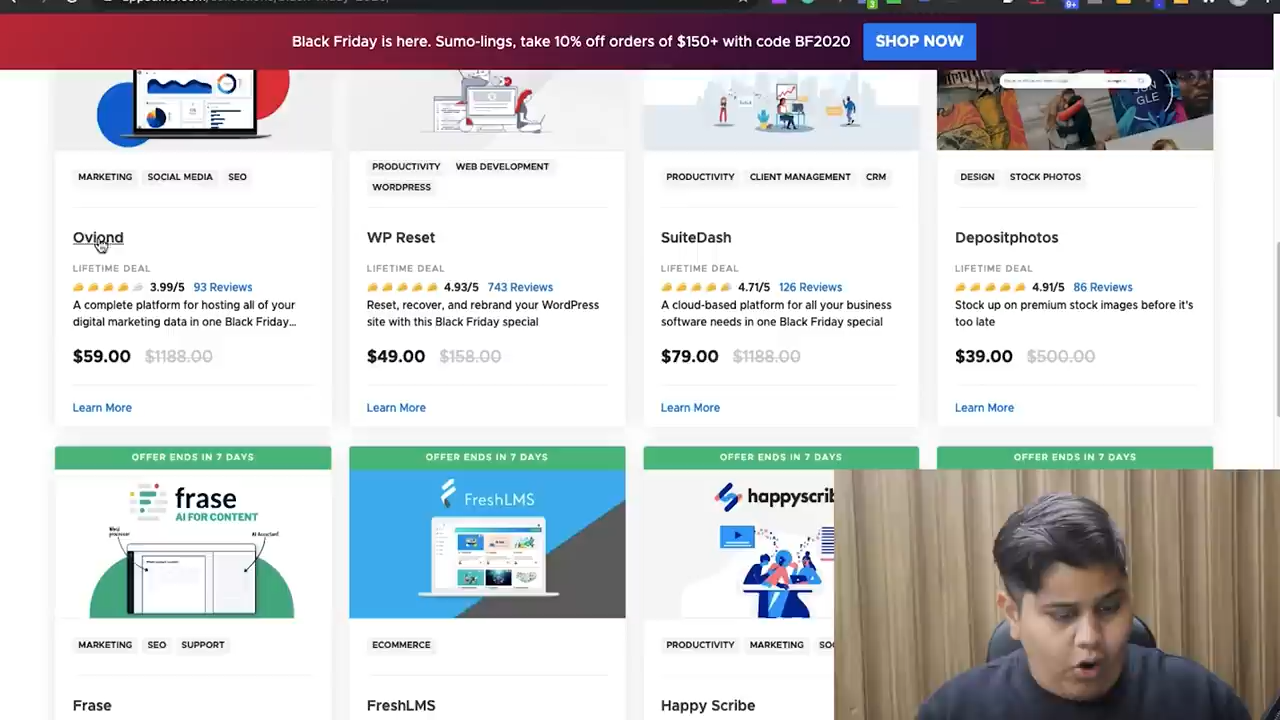 Black Friday is here. Sumo-lings, take 10% off orders of $150+ with code BF2020
SHOP NOW
MARKETING SOCIAL MEDIA SEO
Oviond
LIFETIME DEAL
3.99/5 93 Reviews
A complete platform for hosting all of your
digital marketing data in one Black Friday...
$59.00 $1188.00
Learn More
PRODUCTIVITY WEB DEVELOPMENT
WORDPRESS
WP Reset
LIFETIME DEAL
4.93/5 743 Reviews
Reset, recover, and rebrand your WordPress
site with this Black Friday special
$49.00 $158.00
Learn More
PRODUCTIVITY CLIENT MANAGEMENT CRM
SuiteDash
LIFETIME DEAL
4.71/5 126 Reviews
A cloud-based platform for all your business
software needs in one Black Friday special
$79.00 $1188.00
Learn More
DESIGN STOCK PHOTOS
Depositphotos
LIFETIME DEAL
4.91/5 86 Reviews
Stock up on premium stock images before it's
too late
$39.00 $500.00
Learn More
OFFER ENDS IN 7 DAYS
frase
AI FOR CONTENT
MARKETING SEO SUPPORT
Frase
OFFER ENDS IN 7 DAYS
FreshLMS
ECOMMERCE
FreshLMS
OFFER ENDS IN 7 DAYS
happyscrib
PRODUCTIVITY MARKETING SOC
Happy Scribe
OFFER ENDS IN 7 DAYS